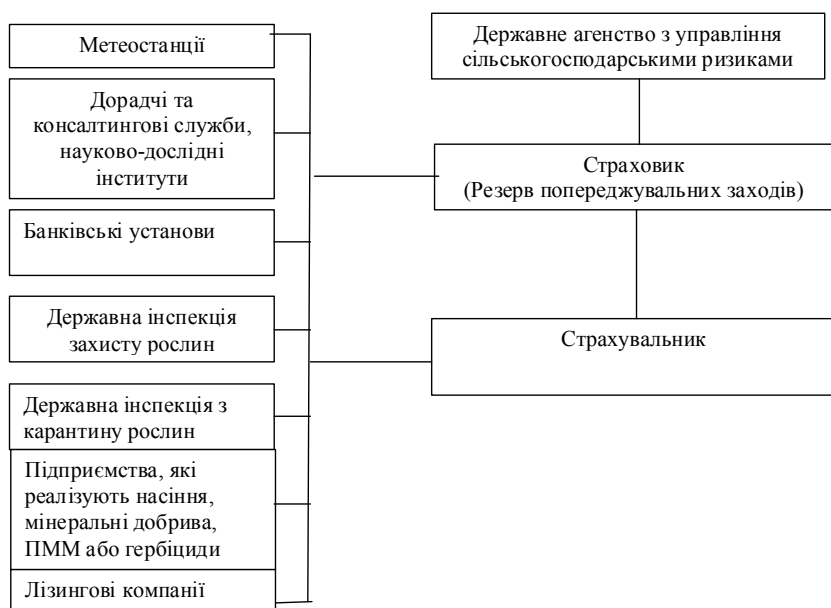 Метеостанції
Дорадчі та
консалтингові служби,
науково-дослідні
інститути
Банківські установи
Державна інспекція
захисту рослин
Державна інспекція з
карантину рослин
Підприємства, які
реалізують насіння,
мінеральні добрива,
ПММ або гербіциди
Лізингові компанії
Державне агенство з управління
сільськогосподарськими ризиками
Страховик
(Резерв попереджувальних заходів)
Страхувальник